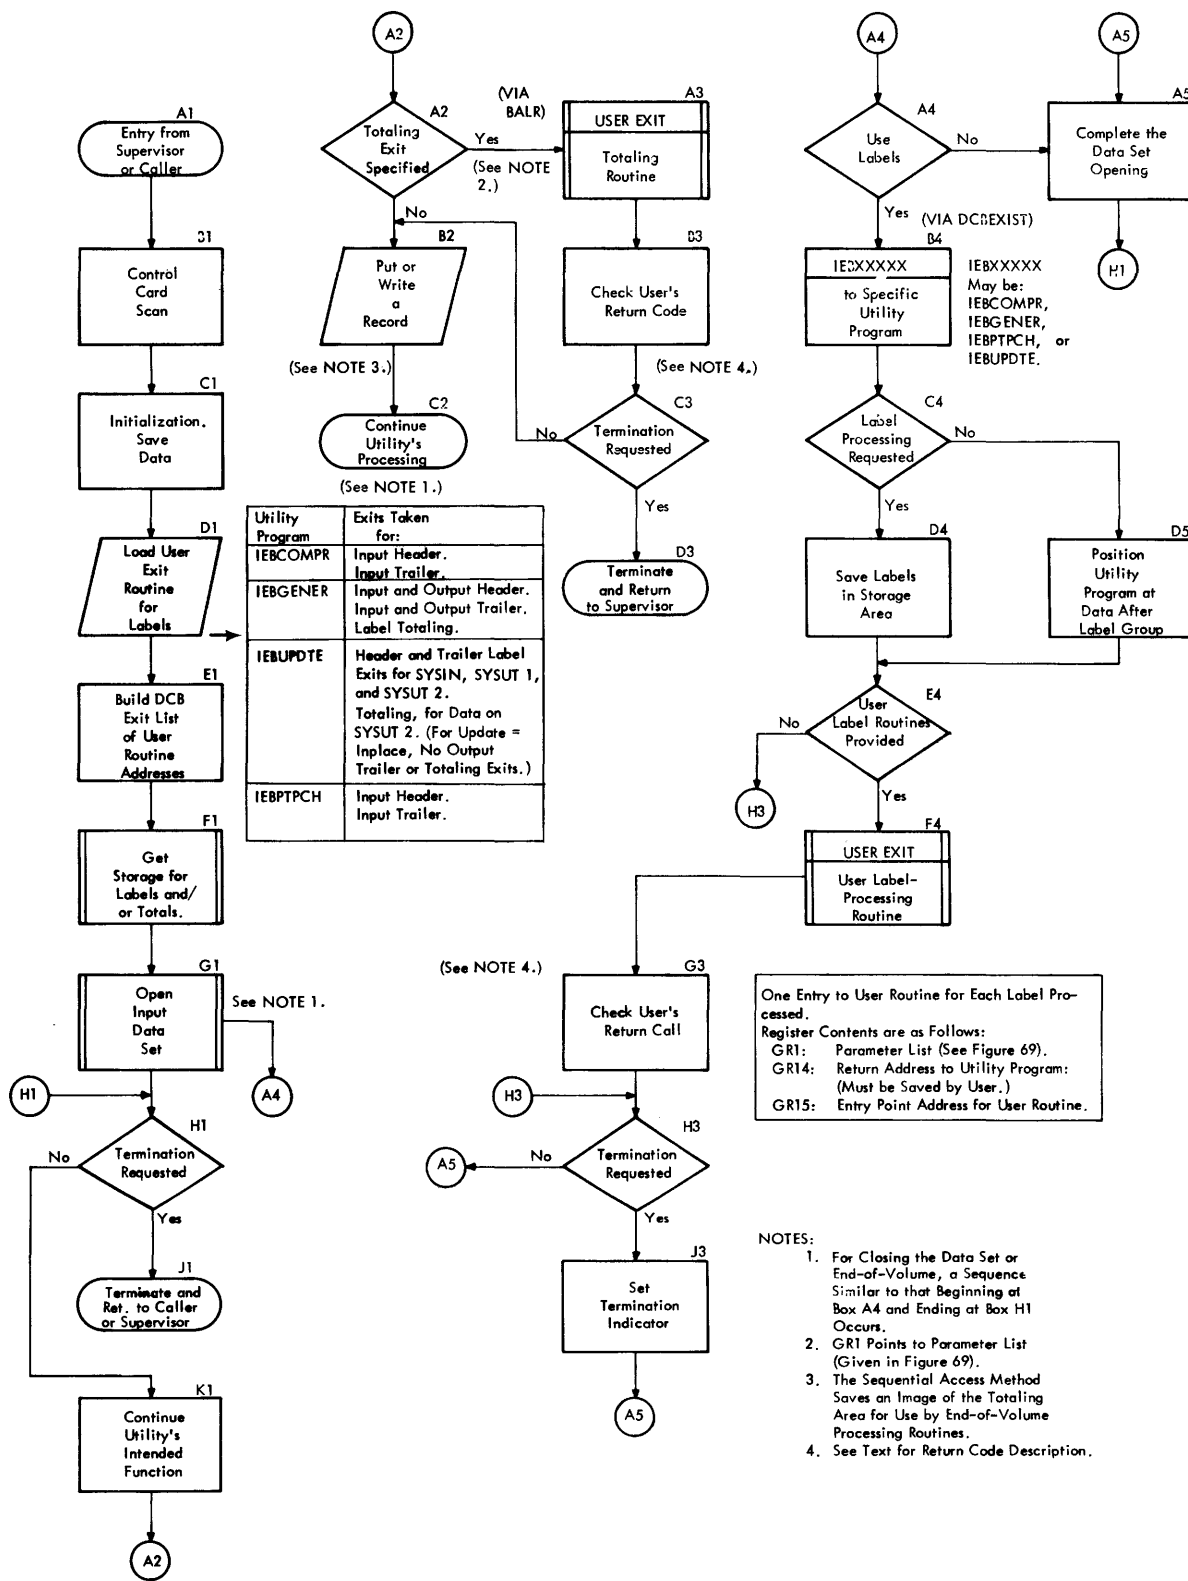 A1
Entry from
Supervisor
or Caller
B1
Control
Card
Scan
C1
Initialization.
Save
Data
D1
Load User
Exit
Routine
for
Labels
E1
Build DCB
Exit List
of User
Routine
Addresses
F1
Get
Storage for
Labels and/
or Totals.
G1
Open
Input
Data
Set
See NOTE 1.
A4
H1
H1
Termination
Requested
No
Yes
J1
Terminate and
Ret. to Caller
or Supervisor
K1
Continue
Utility's
Intended
Function
A2
A2
A2
Totaling
Exit
Specified
Yes
(See NOTE
2.)
No
B2
Put or
Write
a
Record
(See NOTE 3.)
C2
Continue
Utility's
Processing
(See NOTE 1.)
Utility
Program
Exits Taken
for:
IEBCOMPR
Input Header.
Input Trailer.
IEBGENER
Input and Output Header.
Input and Output Trailer.
Label Totaling.
IEBUPDTE
Header and Trailer Label
Exits for SYSIN, SYSUT 1,
and SYSUT 2.
Totaling, for Data on
SYSUT 2. (For Update =
Inplace, No Output
Trailer or Totaling Exits.)
IEBPTPCH
Input Header.
Input Trailer.
(VIA
BALR)
A3
USER EXIT
Totaling
Routine
B3
Check User's
Return Code
(See NOTE 4.)
C3
Termination
Requested
No
Yes
D3
Terminate
and Return
to Supervisor
A4
A4
Use
Labels
No
Yes
A5
A5
Complete the
Data Set
Opening
H1
(VIA DCBEXIST)
B4
IEBXXXXX
to Specific
Utility
Program
IEBXXXXX
May be:
IEBCOMPR,
IEBGENER,
IEBPTPCH, or
IEBUPDTE.
C4
Label
Processing
Requested
No
Yes
D4
Save Labels
in Storage
Area
D5
Position
Utility
Program at
Data After
Label Group
E4
User
Label Routines
Provided
No
H3
Yes
F4
USER EXIT
User Label-
Processing
Routine
(See NOTE 4.)
G3
Check User's
Return Call
H3
H3
Termination
Requested
No
A5
Yes
J3
Set
Termination
Indicator
A5
One Entry to User Routine for Each Label Pro-
cessed.
Register Contents are as Follows:
GR1: Parameter List (See Figure 69).
GR14: Return Address to Utility Program:
(Must be Saved by User.)
GR15: Entry Point Address for User Routine.
NOTES:
1. For Closing the Data Set or
End-of-Volume, a Sequence
Similar to that Beginning at
Box A4 and Ending at Box H1
Occurs.
2. GR1 Points to Parameter List
(Given in Figure 69).
3. The Sequential Access Method
Saves an Image of the Totaling
Area for Use by End-of-Volume
Processing Routines.
4. See Text for Return Code Description.